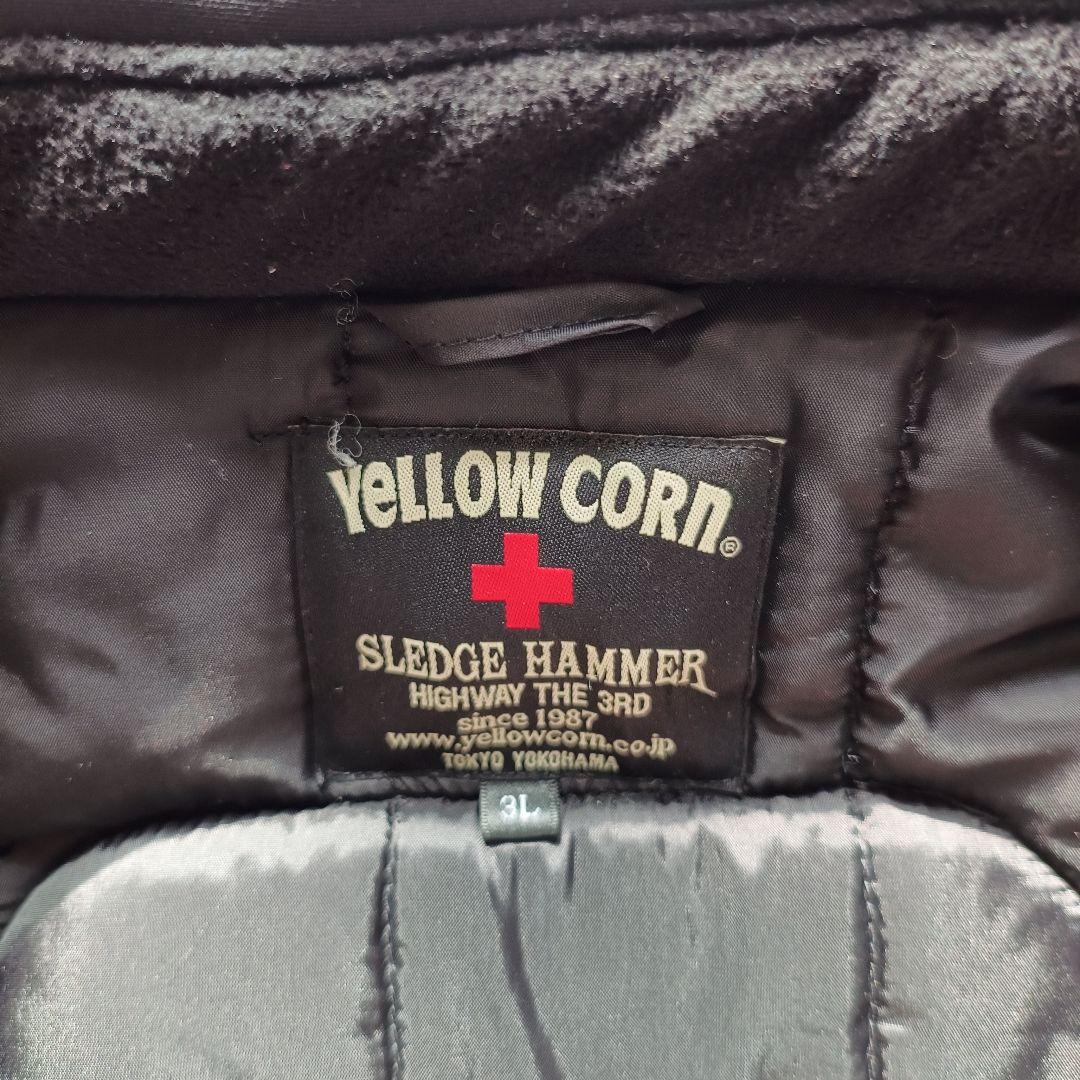 YeLLOW CORn®
SLEDGE HAMMER
HIGHWAY THE 3RD
since 1987
www.yellowcorn.co.jp
TOKYO YOKOHAMA
3L